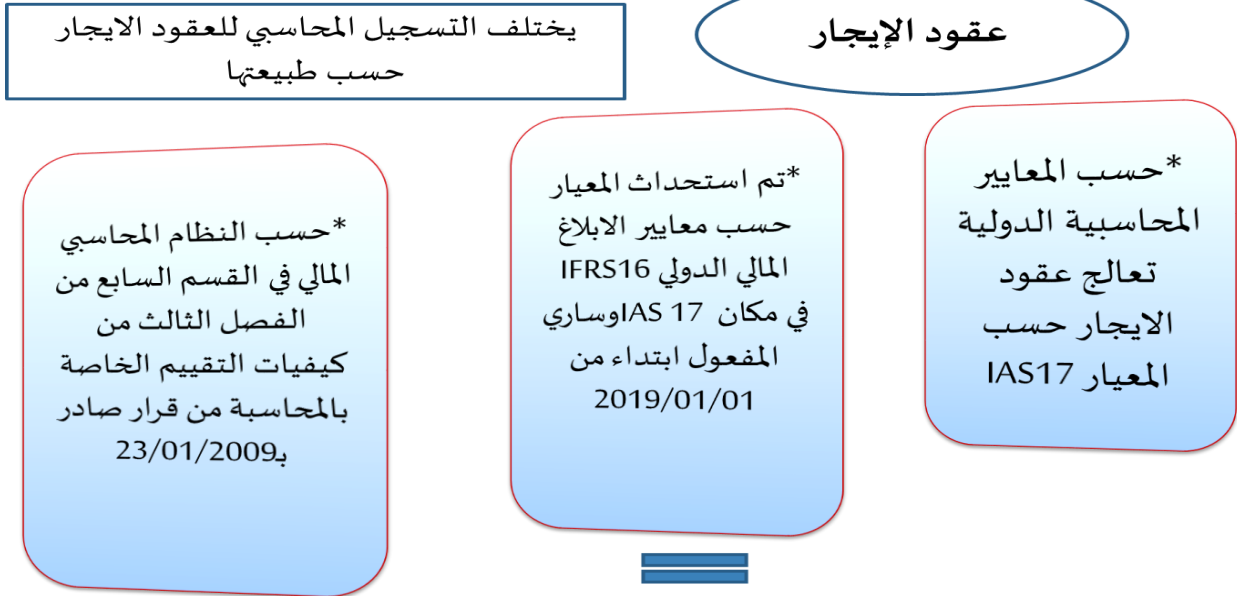 عقود الإيجار
يختلف التسجيل المحاسبي للعقود الايجار
حسب طبيعتها
*حسب المعايير
المحاسبية الدولية
تعالج عقود
الايجار حسب
المعيار IAS17
*تم استحداث المعيار
حسب معايير الابلاغ
المالي الدولي IFRS16
في مكان IAS 17وساري
المفعول ابتداء من
2019/01/01
*حسب النظام المحاسبي
المالي في القسم السابع من
الفصل الثالث من
كيفيات التقييم الخاصة
بالمحاسبة من قرار صادر
بـ23/01/2009